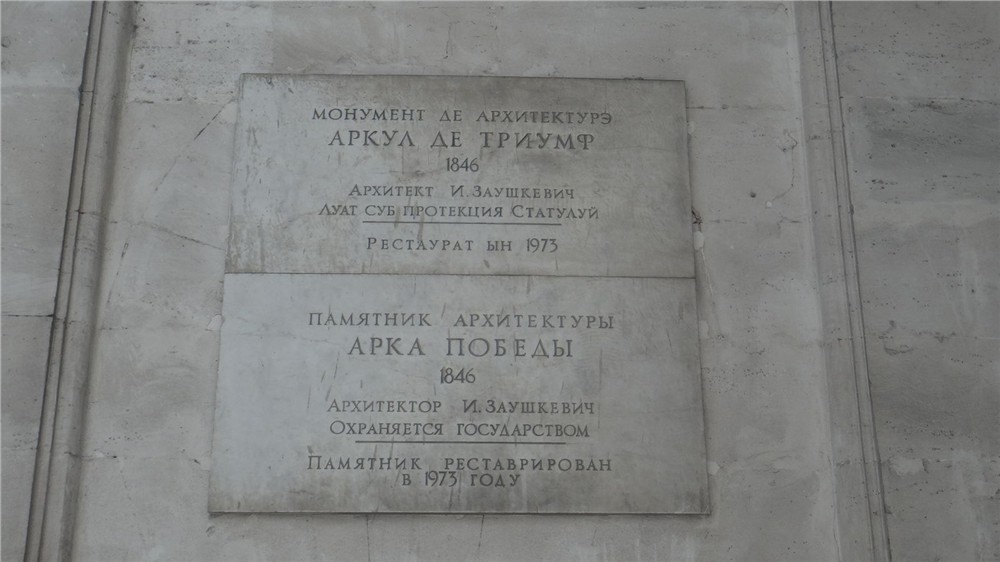 МОНУМЕНТ ДЕ АРХИТЕКТУРЭ
АРКУЛ ДЕ ТРИУМФ
1846
АРХИТЕКТ И. ЗАУШКЕВИЧ
ЛУАТ СУБ ПРОТЕКЦИЯ СТАТУЛУЙ
РЕСТАУРАТ ЫН 1973
ПАМЯТНИК АРХИТЕКТУРЫ
АРКА ПОБЕДЫ
1846
АРХИТЕКТОР И. ЗАУШКЕВИЧ
ОХРАНЯЕТСЯ ГОСУДАРСТВОМ
ПАМЯТНИК РЕСТАВРИРОВАН
В 1973 ГОДУ